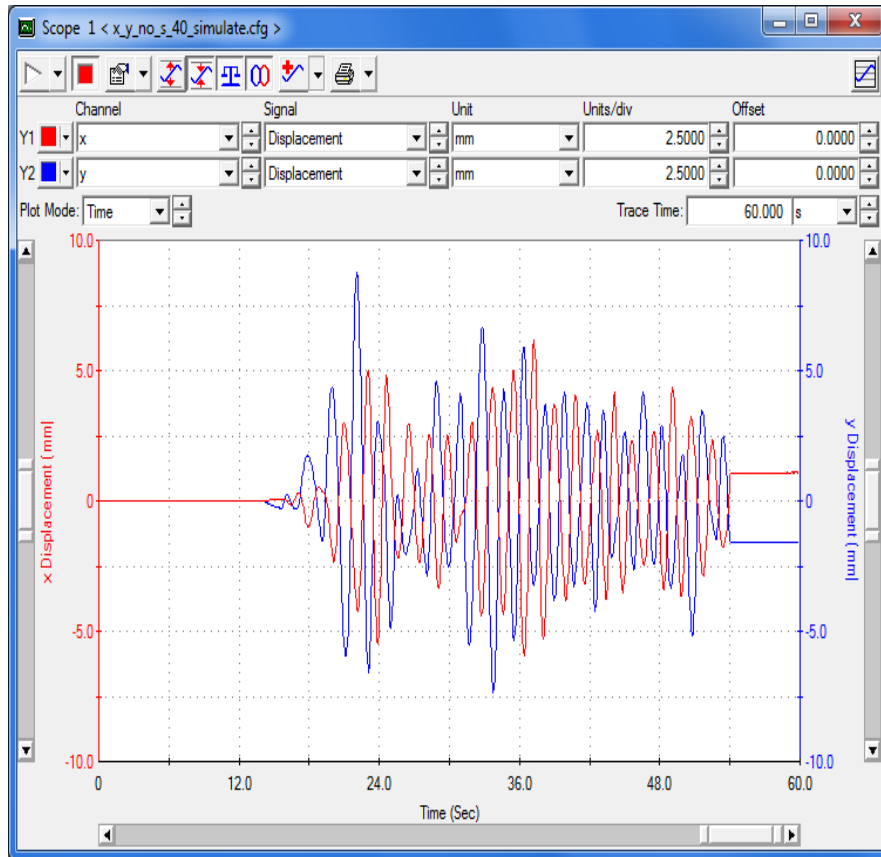 Scope 1 < x_y_no_s_40_simulate.cfg >
Channel Signal Unit Units/div Offset
Y1 x Displacement mm 2.5000 0.0000
Y2 y Displacement mm 2.5000 0.0000
Plot Mode: Time Trace Time: 60.000 s
10.0 10.0
5.0 5.0
0 0
-5.0 -5.0
-10.0 -10.0
x Displacement ( mm)
y Displacement ( mm)
0 12.0 24.0 36.0 48.0 60.0
Time (Sec)